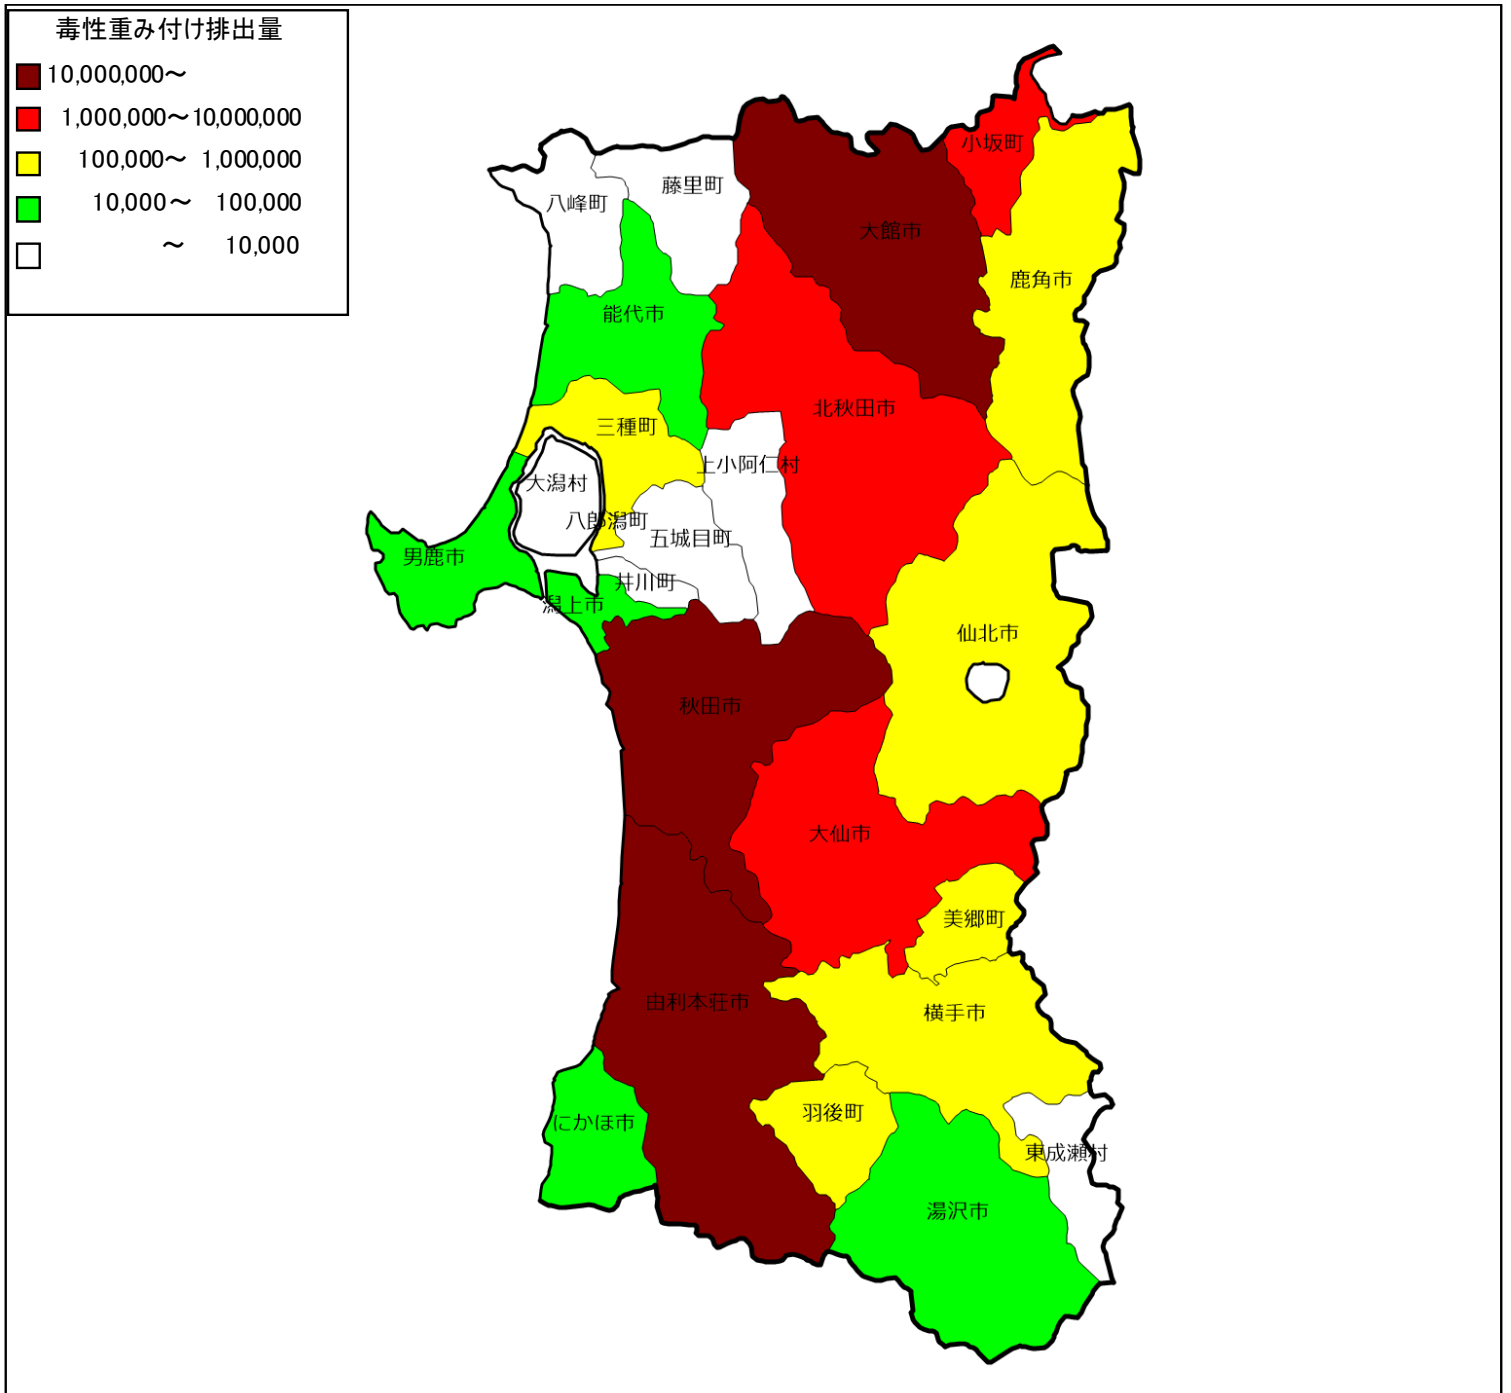 毒性重み付け排出量
10,000,000～
1,000,000～10,000,000
100,000～ 1,000,000
10,000～ 100,000
～ 10,000
小坂町
藤里町
八峰町
大館市
鹿角市
能代市
北秋田市
三種町
上小阿仁村
大潟村
八郎潟町
五城目町
男鹿市
井川町
潟上市
仙北市
秋田市
大仙市
美郷町
由利本荘市
横手市
羽後町
にかほ市
東成瀬村
湯沢市